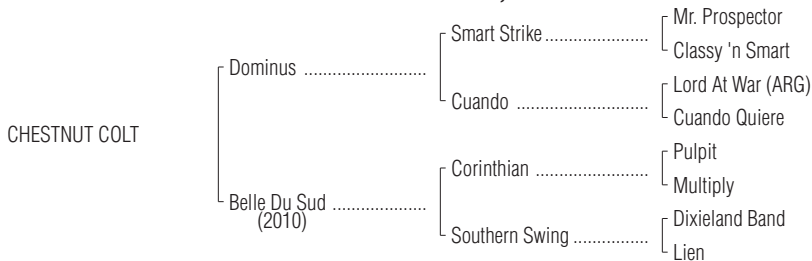 Mr. Prospector
Smart Strike ....................
Classy 'n Smart
Dominus ..........................
Lord At War (ARG)
Cuando ..........................
Cuando Quiere
CHESTNUT COLT
Pulpit
Corinthian ......................
Multiply
Belle Du Sud ....................
(2010)
Dixieland Band
Southern Swing ................
Lien